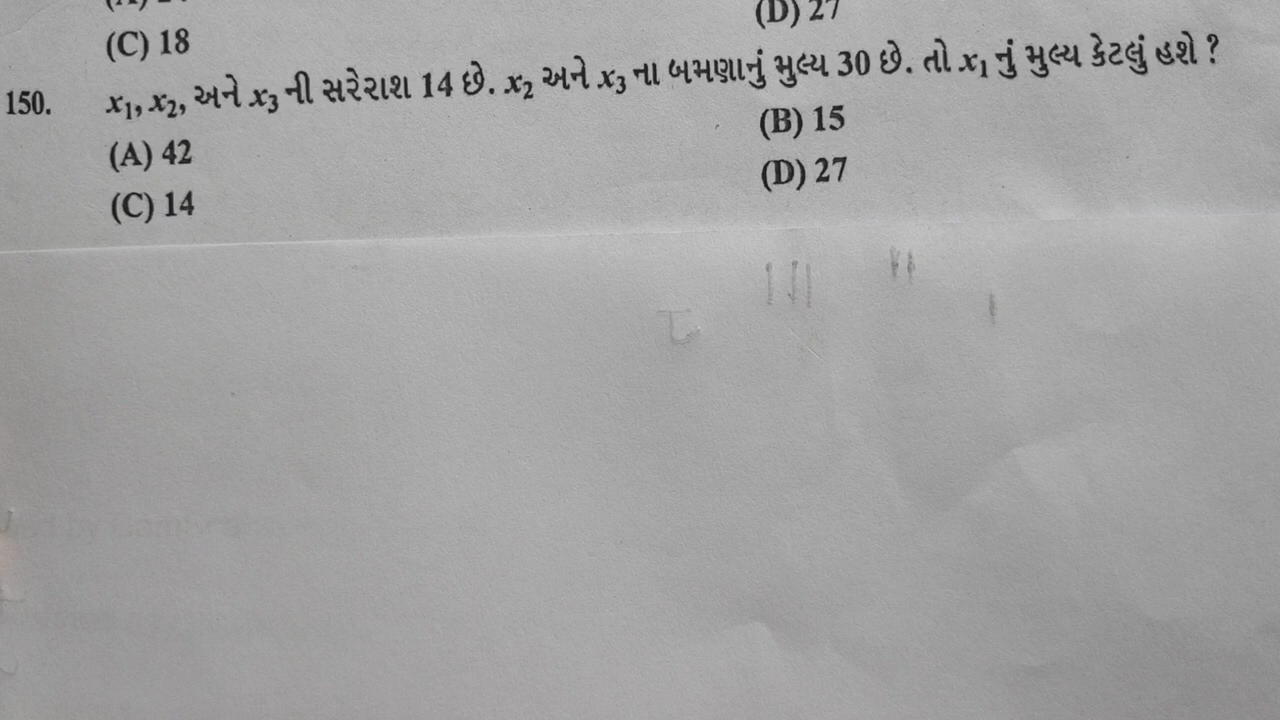 (D) 27
(C) 18
150. x₁, x₂, અને x₃ ની સરેરાશ 14 છે. x₂ અને x₃ ના બમણાનું મુલ્ય 30 છે. તો x₁ નું મુલ્ય કેટલું હશે ?
(A) 42 (B) 15
(C) 14 (D) 27